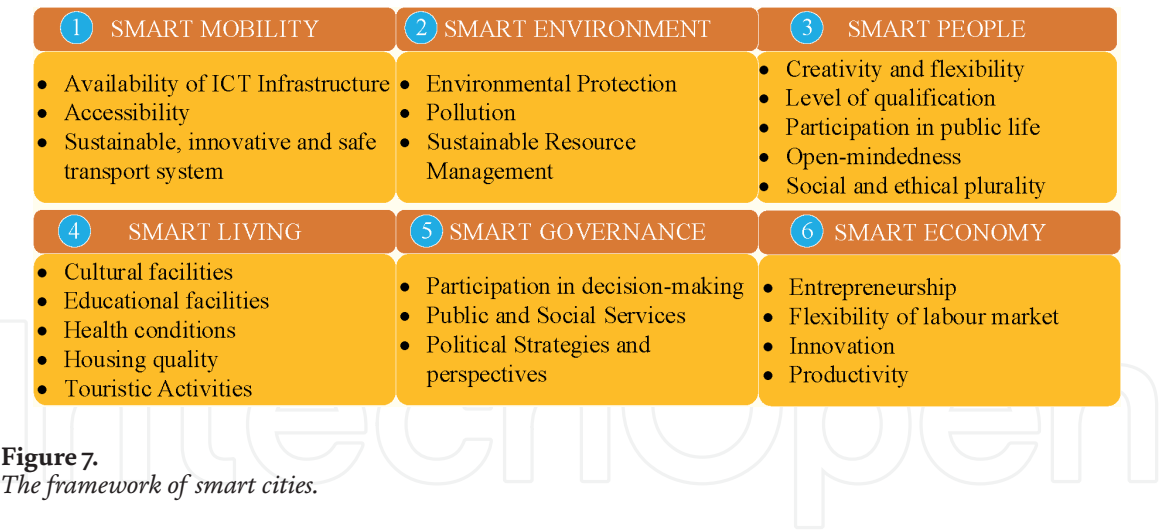 1 SMART MOBILITY
• Availability of ICT Infrastructure
• Accessibility
• Sustainable, innovative and safe
transport system
2 SMART ENVIRONMENT
• Environmental Protection
• Pollution
• Sustainable Resource
Management
3 SMART PEOPLE
• Creativity and flexibility
• Level of qualification
• Participation in public life
• Open-mindedness
• Social and ethical plurality
4 SMART LIVING
• Cultural facilities
• Educational facilities
• Health conditions
• Housing quality
• Touristic Activities
5 SMART GOVERNANCE
• Participation in decision-making
• Public and Social Services
• Political Strategies and
perspectives
6 SMART ECONOMY
• Entrepreneurship
• Flexibility of labour market
• Innovation
• Productivity
IntechOpen
Figure 7.
The framework of smart cities.